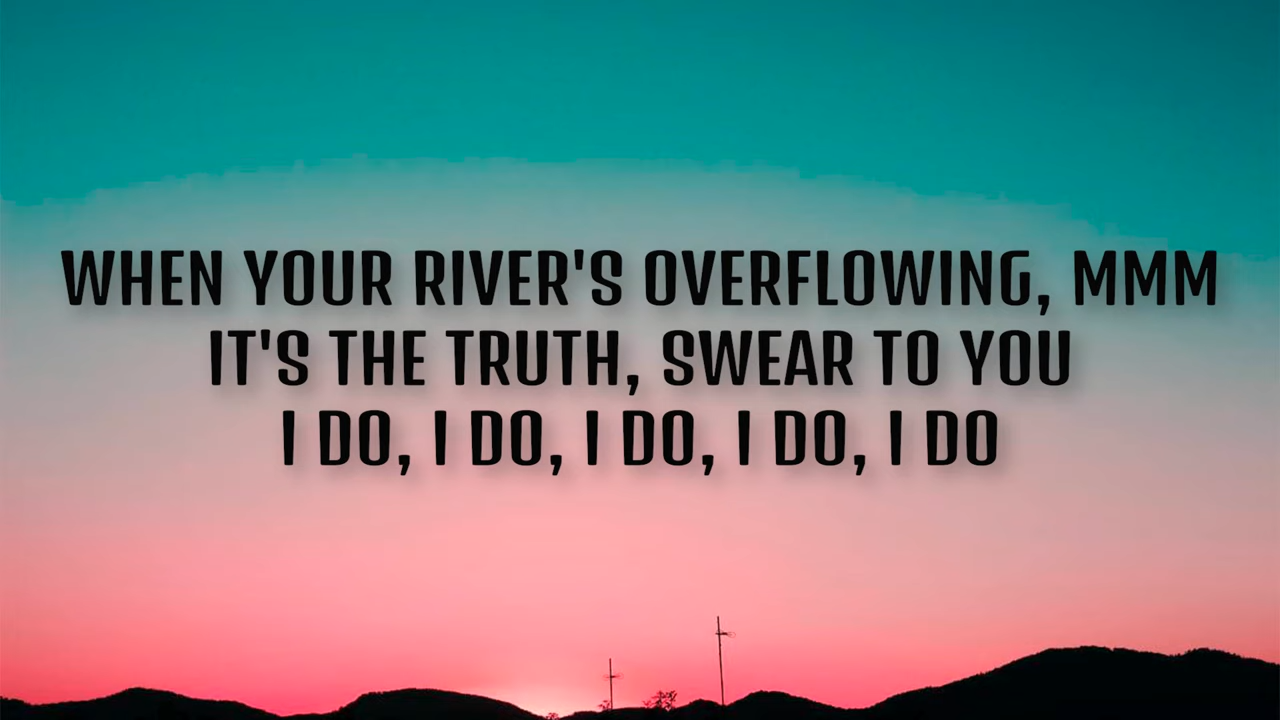 WHEN YOUR RIVER'S OVERFLOWING, MMM
IT'S THE TRUTH, SWEAR TO YOU
I DO, I DO, I DO, I DO, I DO